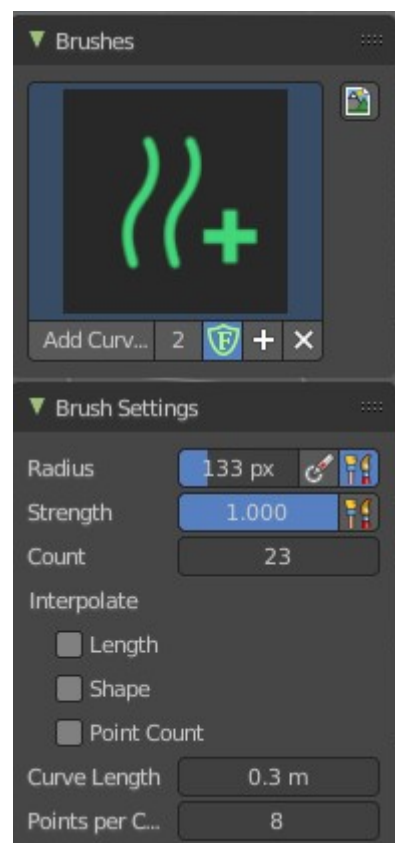 Brushes
Add Curv... 2 F
Brush Settings
Radius 133 px
Strength 1.000
Count 23
Interpolate
Length
Shape
Point Count
Curve Length 0.3 m
Points per C... 8